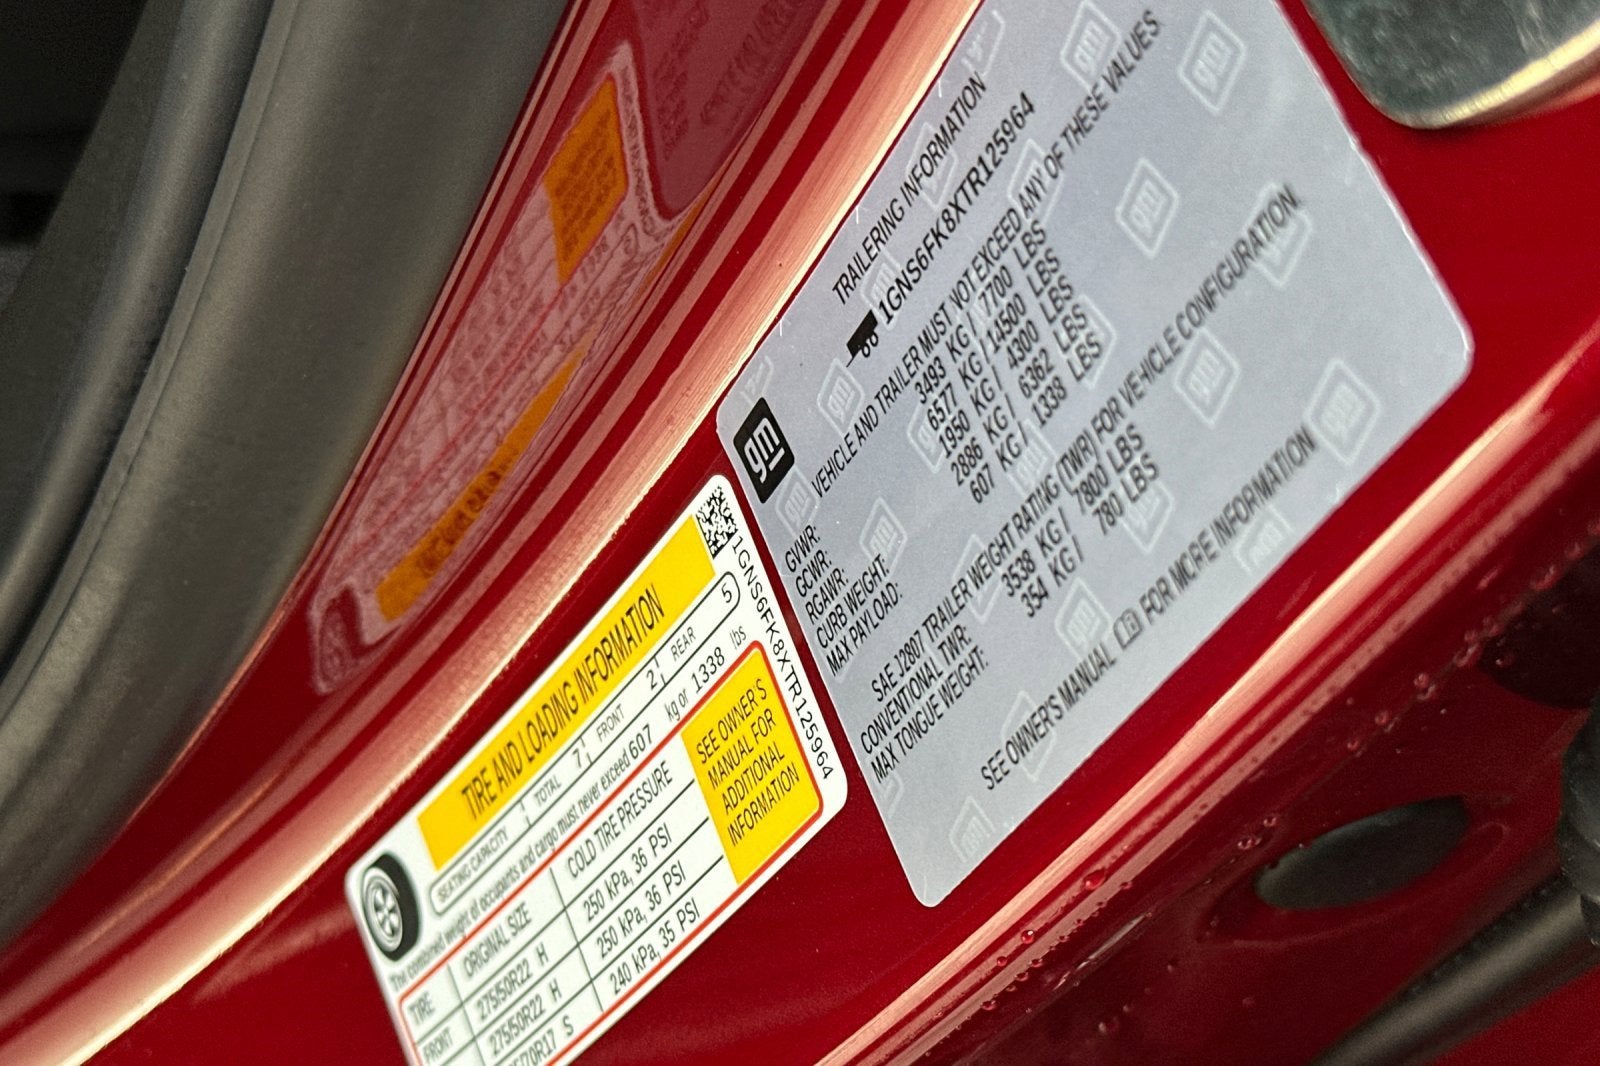 gm
TRAILERING INFORMATION
1GNS6FK8XTR125964
VEHICLE AND TRAILER MUST NOT EXCEED ANY OF THESE VALUES
GVWR: 3493 KG / 7700 LBS
GCWR: 6577 KG / 14500 LBS
RGAWR: 1950 KG / 4300 LBS
CURB WEIGHT: 2886 KG / 6362 LBS
MAX PAYLOAD: 607 KG / 1338 LBS
SAE J2807 TRAILER WEIGHT RATING (TWR) FOR VEHICLE CONFIGURATION
CONVENTIONAL TWR: 3538 KG / 7800 LBS
MAX TONGUE WEIGHT: 354 KG / 780 LBS
SEE OWNER'S MANUAL FOR MORE INFORMATION
TIRE AND LOADING INFORMATION
SEATING CAPACITY TOTAL 7 FRONT 2 REAR 5
The combined weight of occupants and cargo must never exceed 607 kg or 1338 lbs
TIRE ORIGINAL SIZE COLD TIRE PRESSURE
FRONT 275/50R22 H 250 kPa, 36 PSI
275/50R22 H 250 kPa, 36 PSI
/70R17 S 240 kPa, 35 PSI
SEE OWNER'S
MANUAL FOR
ADDITIONAL
INFORMATION
1GNS6FK8XTR125964